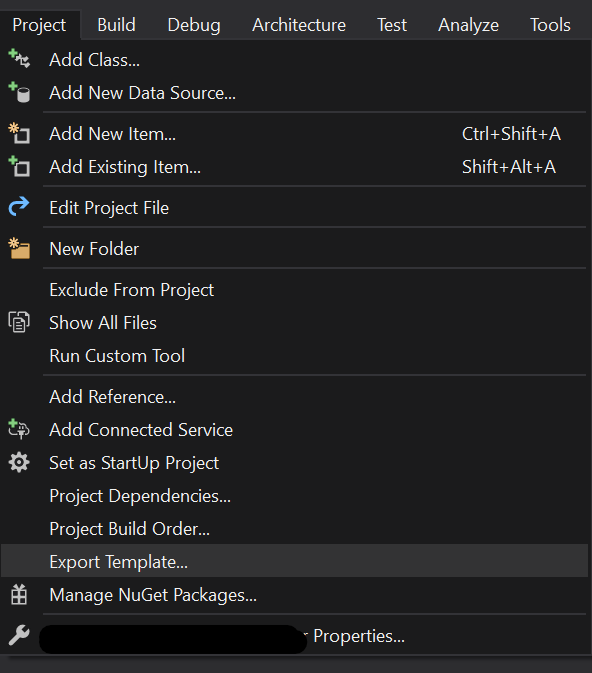 Project Build Debug Architecture Test Analyze Tools
Add Class...
Add New Data Source...
Add New Item... Ctrl+Shift+A
Add Existing Item... Shift+Alt+A
Edit Project File
New Folder
Exclude From Project
Show All Files
Run Custom Tool
Add Reference...
Add Connected Service
Set as StartUp Project
Project Dependencies...
Project Build Order...
Export Template...
Manage NuGet Packages...
Properties...